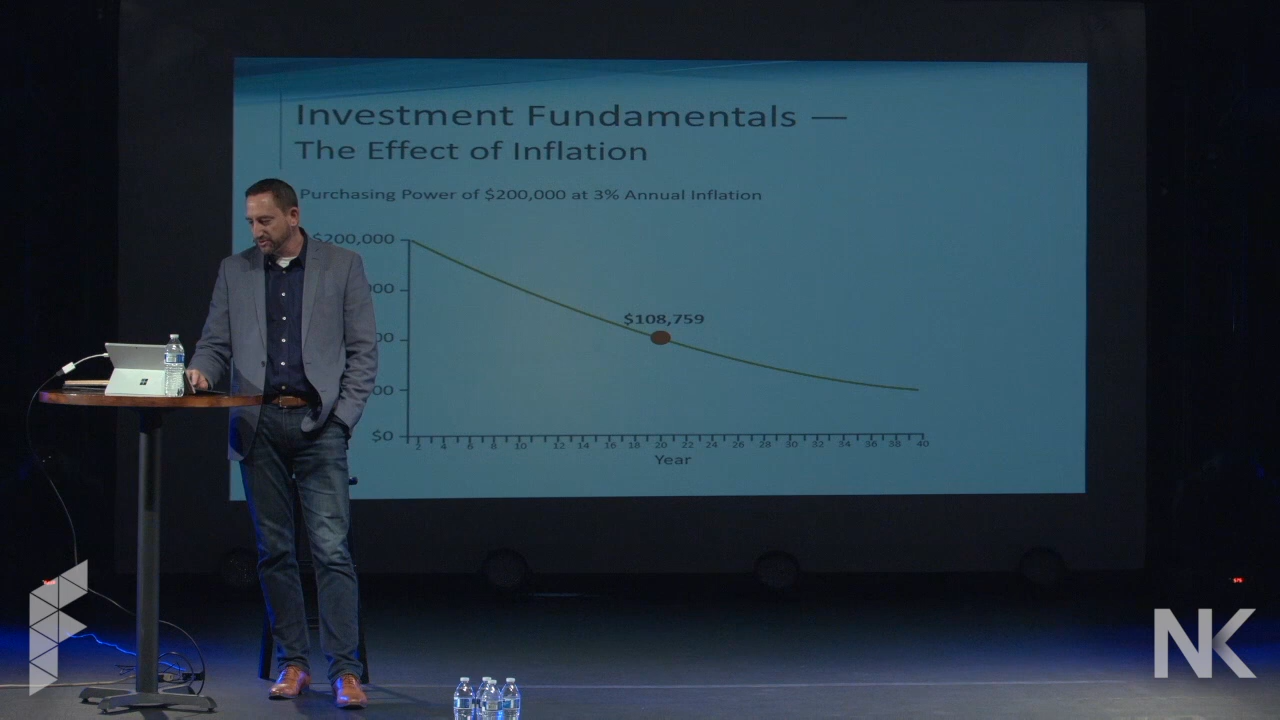 Investment Fundamentals —
The Effect of Inflation
Purchasing Power of $200,000 at 3% Annual Inflation
$200,000
$108,759
$0
2 4 6 8 10 12 14 16 18 20 22 24 26 28 30 32 34 36 38 40
Year
NK